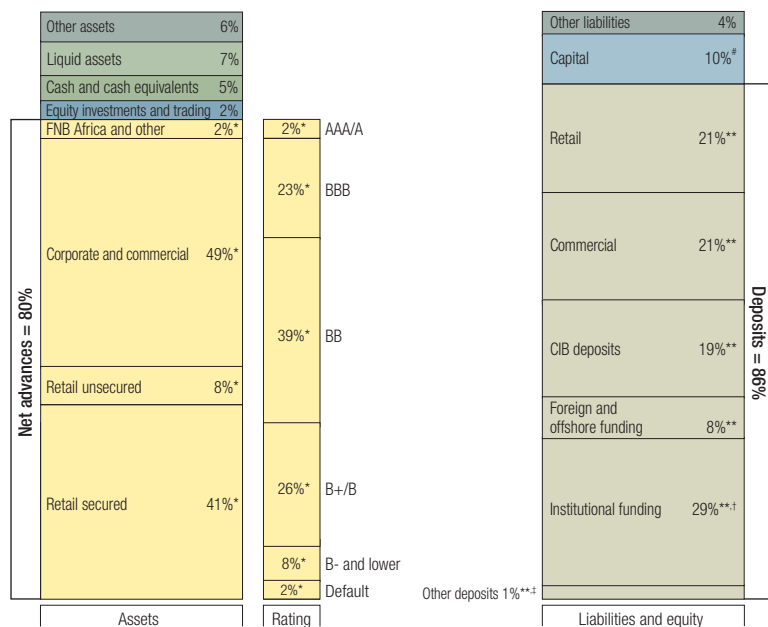 Other assets 6%
Liquid assets 7%
Cash and cash equivalents 5%
Equity investments and trading 2%
FNB Africa and other 2%*
Corporate and commercial 49%*
Retail unsecured 8%*
Retail secured 41%*
Net advances = 80%
Assets
2%* AAA/A
23%* BBB
39%* BB
26%* B+/B
8%* B- and lower
2%* Default
Rating
Other liabilities 4%
Capital 10%#
Retail 21%**
Commercial 21%**
CIB deposits 19%**
Foreign and
offshore funding 8%**
Institutional funding 29%**,†
Other deposits 1%**,‡
Deposits = 86%
Liabilities and equity